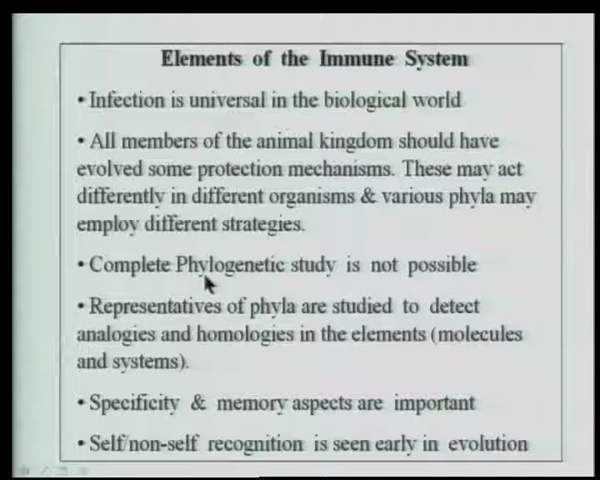 Elements of the Immune System
• Infection is universal in the biological world
• All members of the animal kingdom should have
evolved some protection mechanisms. These may act
differently in different organisms & various phyla may
employ different strategies.
• Complete Phylogenetic study is not possible
• Representatives of phyla are studied to detect
analogies and homologies in the elements (molecules
and systems).
• Specificity & memory aspects are important
• Self/non-self recognition is seen early in evolution